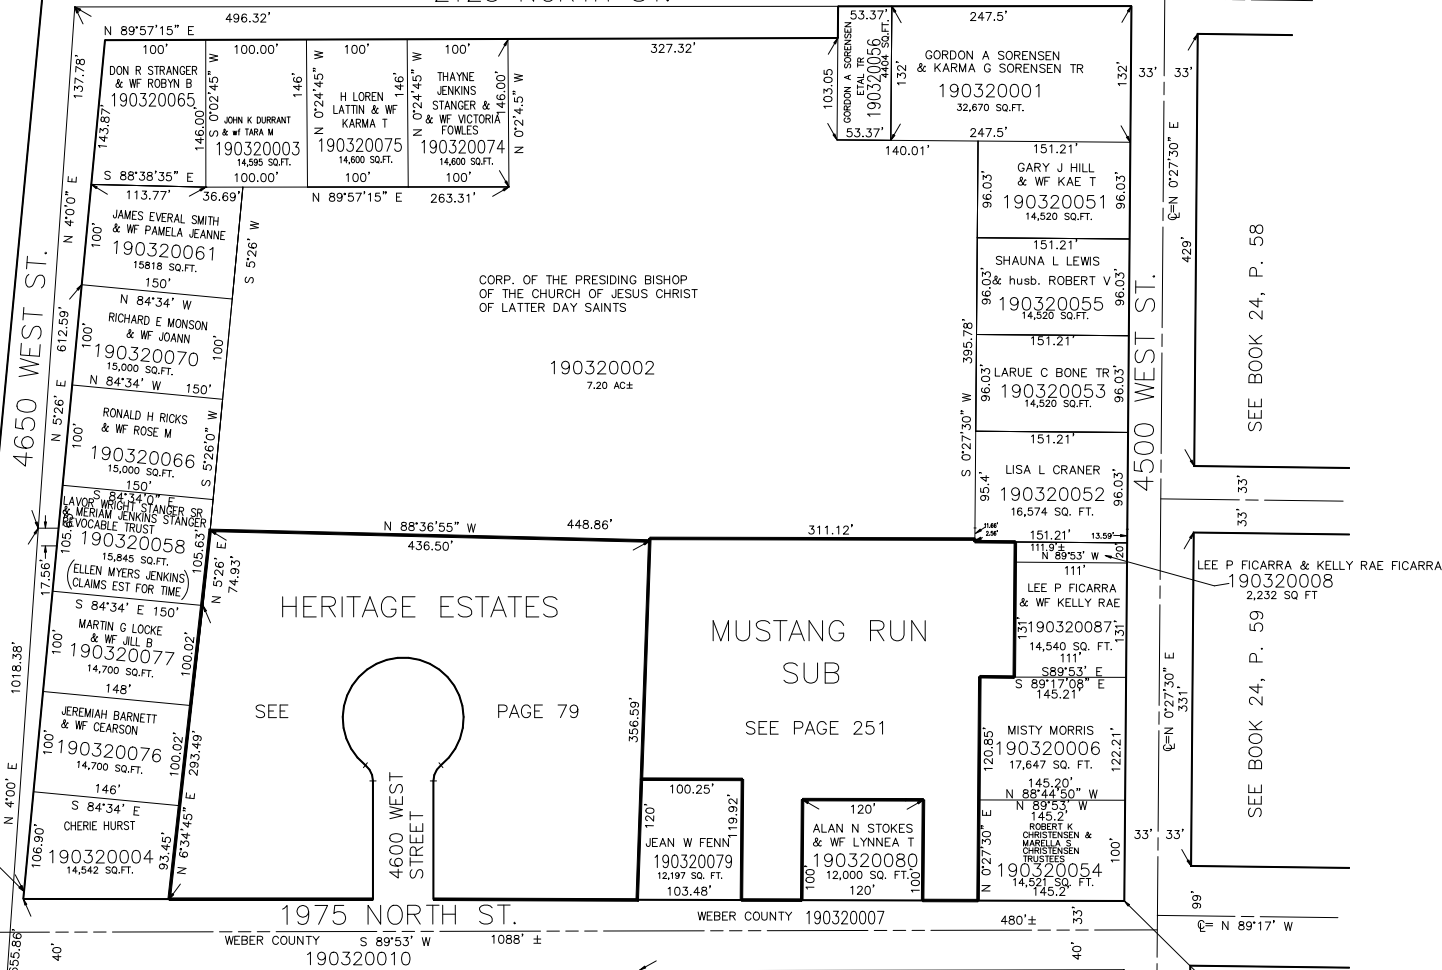 496.32'
53.37'
247.5'
N 89°57'15" E
100'
100.00'
100'
100'
327.32'
137.78'
DON R STRANGER
& WF ROBYN B
190320065
143.87'
146.00'
S 0°02'45" W
146'
JOHN K DURRANT
& wf TARA M
190320003
14,595 SQ.FT.
N 0°24'45" W
146'
H LOREN
LATTIN & WF
KARMA T
190320075
14,600 SQ.FT.
N 0°24'45" W
THAYNE
JENKINS
STANGER &
& WF VICTORIA
FOWLES
190320074
14,600 SQ.FT.
146.00'
N 0°2'4.5" W
103.05
GORDON A SORENSEN
ETAL TR
190320056
4404 SQ.FT.
132'
GORDON A SORENSEN
& KARMA G SORENSEN TR
190320001
32,670 SQ.FT.
132'
33'
33'
53.37'
247.5'
140.01'
S 88°38'35" E
100.00'
100'
100'
113.77'
36.69'
N 89°57'15" E
263.31'
N 4°0'0" E
100'
JAMES EVERAL SMITH
& WF PAMELA JEANNE
190320061
15818 SQ.FT.
150'
S 5°26' W
N 84°34' W
612.59'
100'
RICHARD E MONSON
& WF JOANN
190320070
15,000 SQ.FT.
100'
N 84°34' W
150'
4650 WEST ST.
N 5°26' E
100'
RONALD H RICKS
& WF ROSE M
190320066
15,000 SQ.FT.
150'
S 5°26'0" W
S 84°34'0" E
LAVOR WRIGHT STANGER SR
& MERIAM JENKINS STANGER
REVOCABLE TRUST
190320058
15,845 SQ.FT.
(ELLEN MYERS JENKINS
CLAIMS EST FOR TIME)
105.63'
17.56'
N 5°26' E
74.93'
S 84°34' E 150'
MARTIN G LOCKE
& WF JILL B
190320077
14,700 SQ.FT.
100'
100.02'
148'
1018.38'
JEREMIAH BARNETT
& WF CEARSON
190320076
14,700 SQ.FT.
100'
100.02'
293.49'
146'
N 4°00' E
S 84°34' E
CHERIE HURST
190320004
14,542 SQ.FT.
106.90'
93.45'
N 6°34'45" E
CORP. OF THE PRESIDING BISHOP
OF THE CHURCH OF JESUS CHRIST
OF LATTER DAY SAINTS
190320002
7.20 AC±
395.78'
S 0°27'30" W
151.21'
GARY J HILL
& WF KAE T
190320051
14,520 SQ.FT.
96.03'
96.03'
151.21'
SHAUNA L LEWIS
& husb. ROBERT V
190320055
14,520 SQ.FT.
96.03'
96.03'
151.21'
LARUE C BONE TR
190320053
14,520 SQ.FT.
96.03'
96.03'
151.21'
LISA L CRANER
190320052
16,574 SQ.FT.
95.4'
96.03'
4500 WEST ST.
℄=N 0°27'30" E
429'
SEE BOOK 24, P. 58
33'
33'
N 88°36'55" W
448.86'
436.50'
311.12'
11.66'
2.56'
151.21'
13.59'
111.9'±
N 89°53' W
20'
LEE P FICARRA & KELLY RAE FICARRA
190320008
2,232 SQ FT
111'
LEE P FICARRA
& WF KELLY RAE
190320087
14,540 SQ.FT.
131'
131'
111'
S89°53' E
S 89°17'08" E
145.21'
HERITAGE ESTATES
SEE
PAGE 79
356.59'
MUSTANG RUN
SUB
SEE PAGE 251
4600 WEST
STREET
MISTY MORRIS
190320006
17,647 SQ.FT.
120.85'
122.21'
145.20'
N 88°44'50" W
N 89°53' W
145.2'
ROBERT K
CHRISTENSEN &
MARELLA S
CHRISTENSEN
TRUSTEES
190320054
14,521 SQ. FT.
145.2'
N 0°27'30" E
100'
℄=N 0°27'30" E
331'
SEE BOOK 24, P. 59
33'
33'
100.25'
120'
119.92'
JEAN W FENN
190320079
12,197 SQ. FT.
103.48'
120'
ALAN N STOKES
& WF LYNNEA T
190320080
12,000 SQ. FT.
100'
100'
120'
1975 NORTH ST.
WEBER COUNTY
190320007
480'±
33'
99'
℄= N 89°17' W
WEBER COUNTY
S 89°53' W
1088' ±
190320010
40'
40'
655.86'